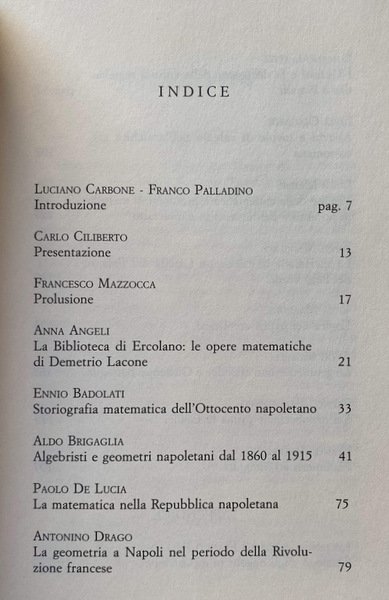 INDICE
LUCIANO CARBONE - FRANCO PALLADINO
Introduzione pag. 7
CARLO CILIBERTO
Presentazione 13
FRANCESCO MAZZOCCA
Prolusione 17
ANNA ANGELI
La Biblioteca di Ercolano: le opere matematiche
di Demetrio Lacone 21
ENNIO BADOLATI
Storiografia matematica dell'Ottocento napoletano 33
ALDO BRIGAGLIA
Algebristi e geometri napoletani dal 1860 al 1915 41
PAOLO DE LUCIA
La matematica nella Repubblica napoletana 75
ANTONINO DRAGO
La geometria a Napoli nel periodo della Rivolu-
zione francese 79